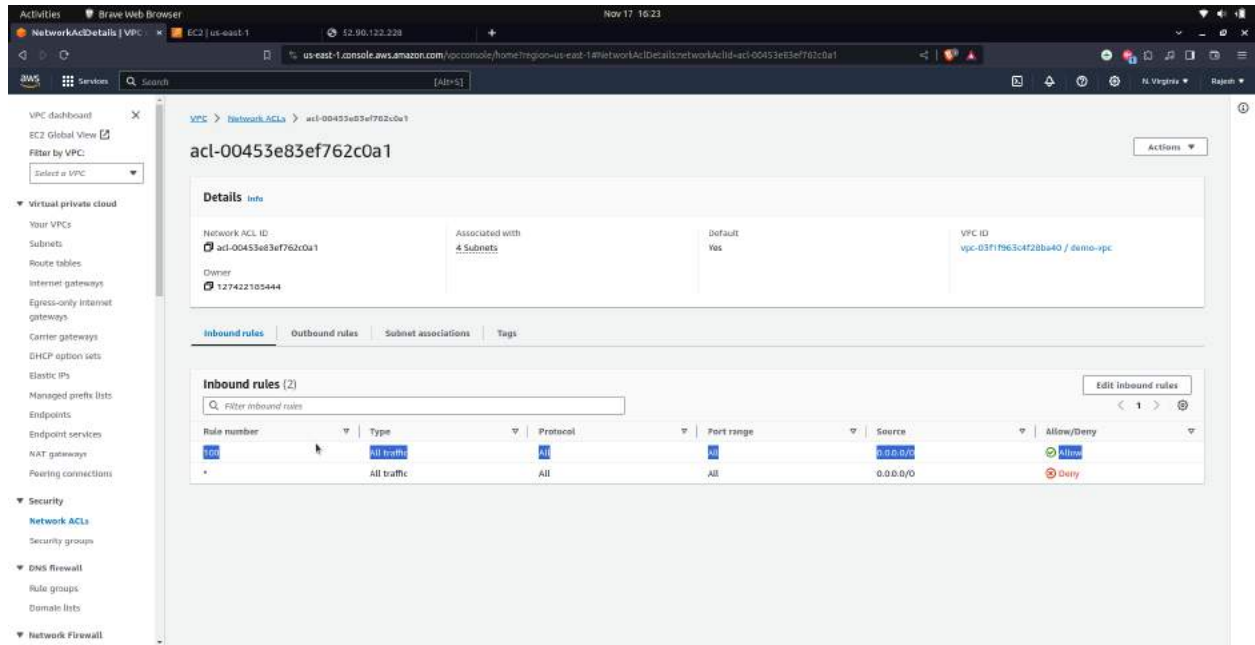 Activities Brave Web Browser Nov 17 16:23
NetworkAclDetails | VPC EC2 | us-east-1 52.90.122.228
us-east-1.console.aws.amazon.com/vpcconsole/home?region=us-east-1#NetworkAclDetails:networkAclId=acl-00453e83ef762c0a1
aws Services Search [Alt+S] N. Virginia Rajesh
VPC dashboard
EC2 Global View
Filter by VPC:
Select a VPC
Virtual private cloud
Your VPCs
Subnets
Route tables
Internet gateways
Egress-only internet
gateways
Carrier gateways
DHCP option sets
Elastic IPs
Managed prefix lists
Endpoints
Endpoint services
NAT gateways
Peering connections
Security
Network ACLs
Security groups
DNS firewall
Rule groups
Domain lists
Network Firewall
VPC > Network ACLs > acl-00453e83ef762c0a1
acl-00453e83ef762c0a1
Actions
Details Info
Network ACL ID
acl-00453e83ef762c0a1
Associated with
4 Subnets
Default
Yes
VPC ID
vpc-03f1f963c4f28ba40 / demo-vpc
Owner
127422185444
Inbound rules Outbound rules Subnet associations Tags
Inbound rules (2)
Edit inbound rules
Filter inbound rules
1
Rule number Type Protocol Port range Source Allow/Deny
100 All traffic All All 0.0.0.0/0 Allow
* All traffic All All 0.0.0.0/0 Deny